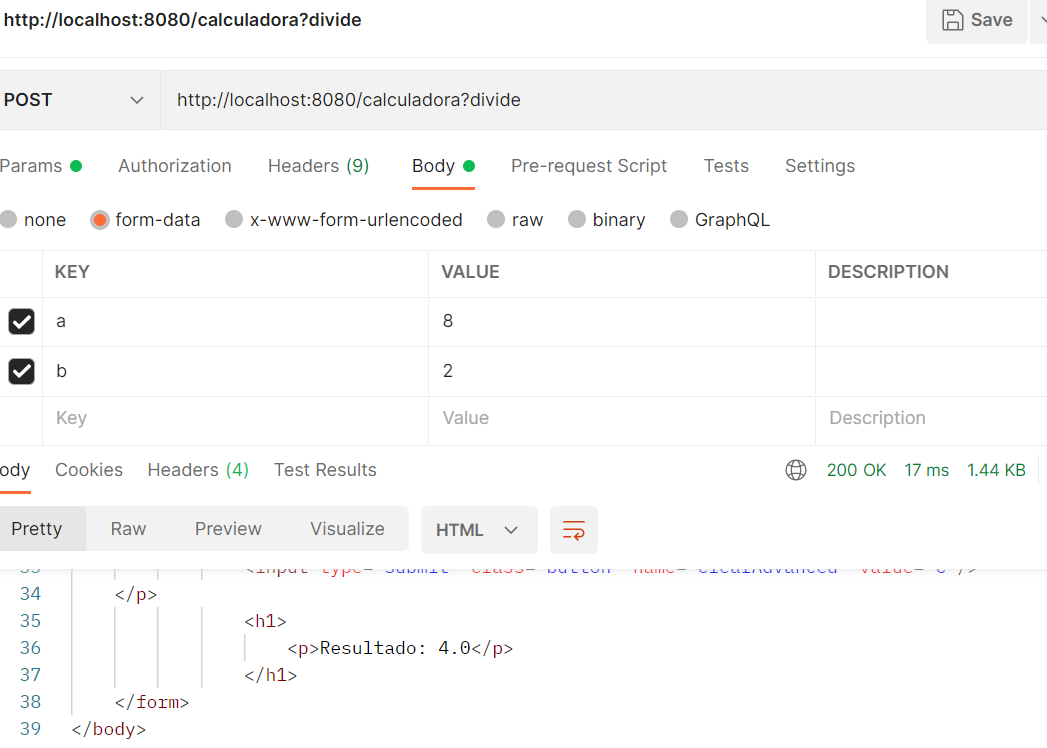 http://localhost:8080/calculadora?divide Save
POST http://localhost:8080/calculadora?divide
Params Authorization Headers (9) Body Pre-request Script Tests Settings
none form-data x-www-form-urlencoded raw binary GraphQL
KEY VALUE DESCRIPTION
a 8
b 2
Key Value Description
ody Cookies Headers (4) Test Results 200 OK 17 ms 1.44 KB
Pretty Raw Preview Visualize HTML
34 </p>
35 <h1>
36 <p>Resultado: 4.0</p>
37 </h1>
38 </form>
39 </body>